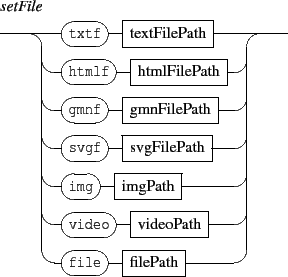 setFile
txtf textFilePath
htmlf htmlFilePath
gmnf gmnFilePath
svgf svgFilePath
img imgPath
video videoPath
file filePath